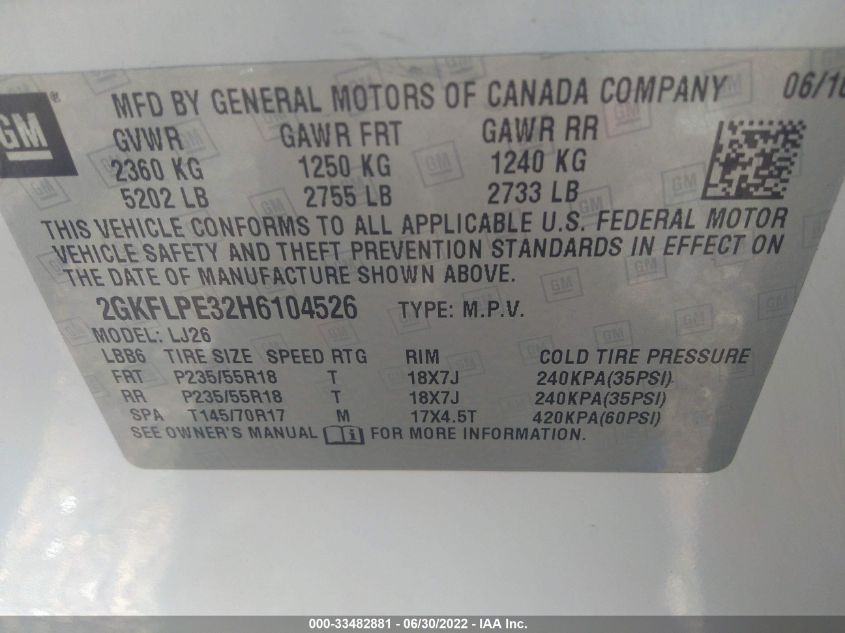 GM ® MFD BY GENERAL MOTORS OF CANADA COMPANY 06/16
GVWR GAWR FRT GAWR RR
2360 KG 1250 KG 1240 KG
5202 LB 2755 LB 2733 LB
THIS VEHICLE CONFORMS TO ALL APPLICABLE U.S. FEDERAL MOTOR
VEHICLE SAFETY AND THEFT PREVENTION STANDARDS IN EFFECT ON
THE DATE OF MANUFACTURE SHOWN ABOVE.
2GKFLPE32H6104526 TYPE: M.P.V.
MODEL: LJ26
LBB6 TIRE SIZE SPEED RTG RIM COLD TIRE PRESSURE
FRT P235/55R18 T 18X7J 240KPA(35PSI)
RR P235/55R18 T 18X7J 240KPA(35PSI)
SPA T145/70R17 M 17X4.5T 420KPA(60PSI)
SEE OWNER'S MANUAL i FOR MORE INFORMATION.
000-33482881 - 06/30/2022 - IAA Inc.